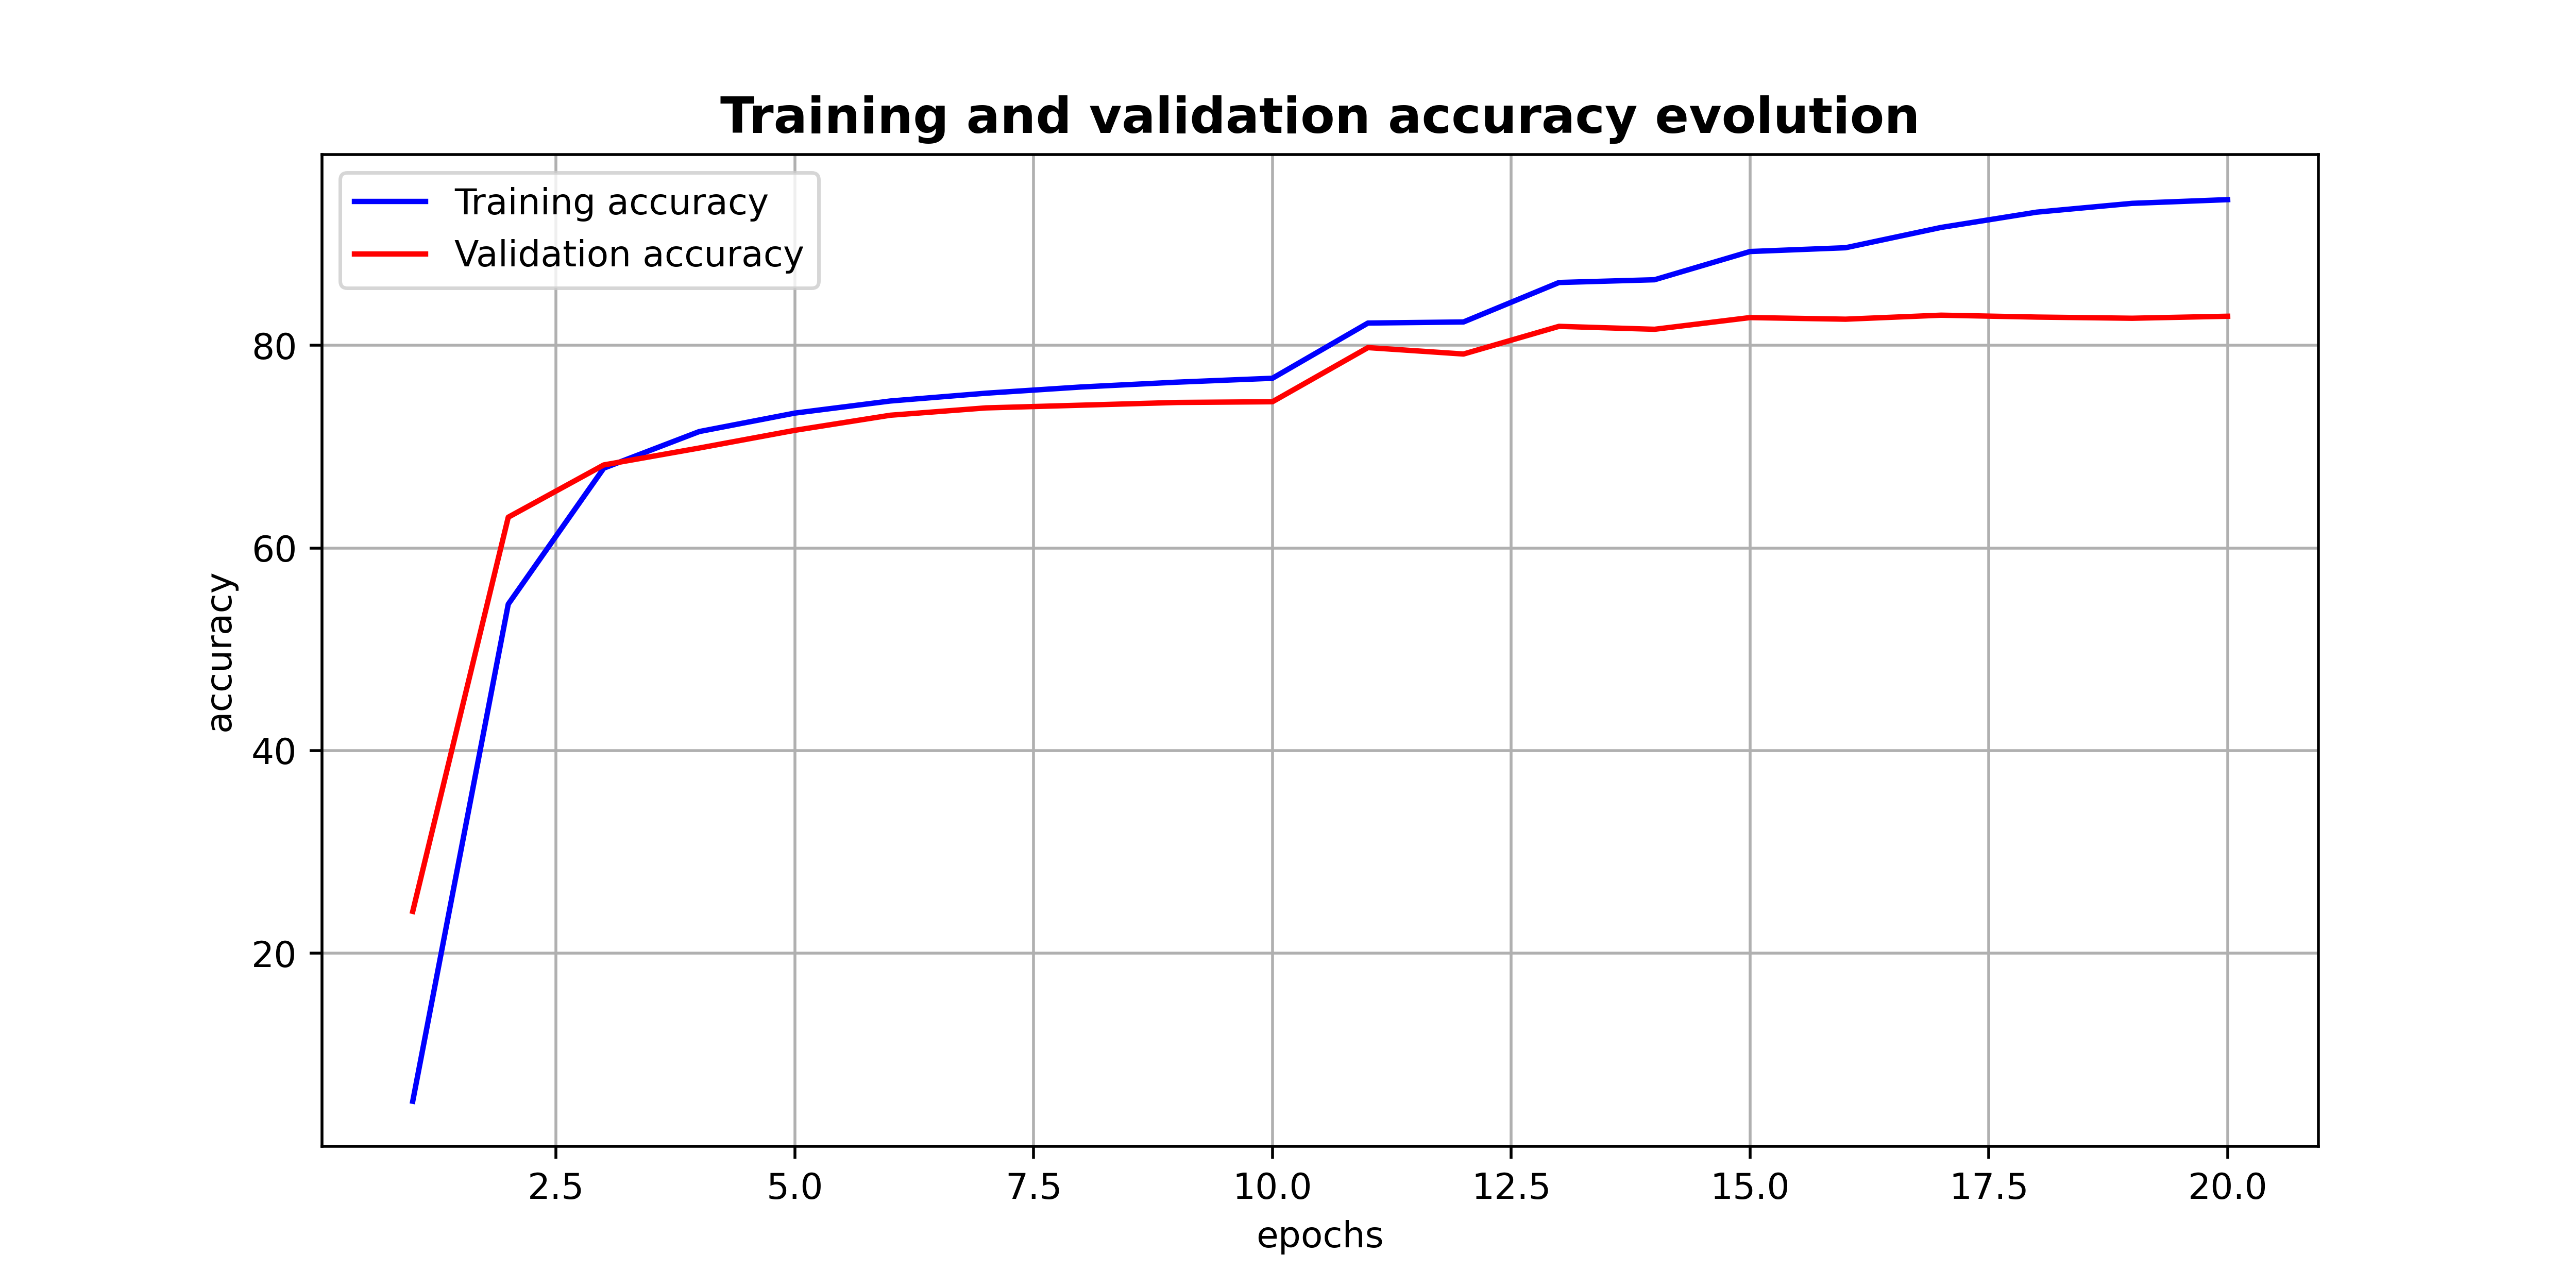 Training and validation accuracy evolution
Training accuracy
Validation accuracy
accuracy
80
60
40
20
2.5 5.0 7.5 10.0 12.5 15.0 17.5 20.0
epochs